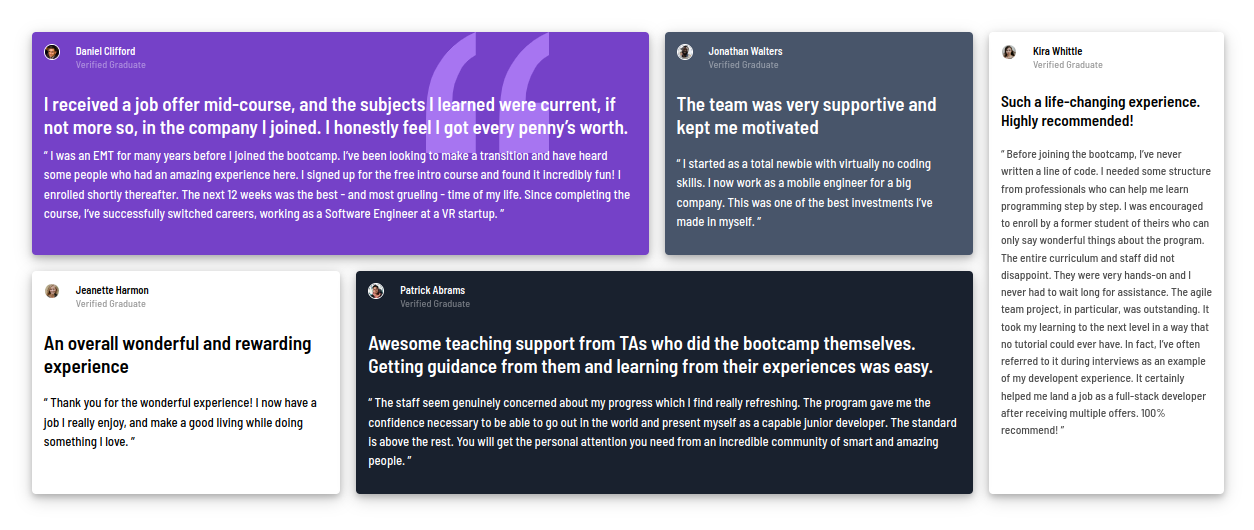 Daniel Clifford
Verified Graduate
I received a job offer mid-course, and the subjects I learned were current, if
not more so, in the company I joined. I honestly feel I got every penny’s worth.
“ I was an EMT for many years before I joined the bootcamp. I’ve been looking to make a transition and have heard
some people who had an amazing experience here. I signed up for the free intro course and found it incredibly fun! I
enrolled shortly thereafter. The next 12 weeks was the best - and most grueling - time of my life. Since completing the
course, I’ve successfully switched careers, working as a Software Engineer at a VR startup. ”
Jonathan Walters
Verified Graduate
The team was very supportive and
kept me motivated
“ I started as a total newbie with virtually no coding
skills. I now work as a mobile engineer for a big
company. This was one of the best investments I’ve
made in myself. ”
Kira Whittle
Verified Graduate
Such a life-changing experience.
Highly recommended!
“ Before joining the bootcamp, I’ve never
written a line of code. I needed some structure
from professionals who can help me learn
programming step by step. I was encouraged
to enroll by a former student of theirs who can
only say wonderful things about the program.
The entire curriculum and staff did not
disappoint. They were very hands-on and I
never had to wait long for assistance. The agile
team project, in particular, was outstanding. It
took my learning to the next level in a way that
no tutorial could ever have. In fact, I’ve often
referred to it during interviews as an example
of my developent experience. It certainly
helped me land a job as a full-stack developer
after receiving multiple offers. 100%
recommend! ”
Jeanette Harmon
Verified Graduate
An overall wonderful and rewarding
experience
“ Thank you for the wonderful experience! I now have a
job I really enjoy, and make a good living while doing
something I love. ”
Patrick Abrams
Verified Graduate
Awesome teaching support from TAs who did the bootcamp themselves.
Getting guidance from them and learning from their experiences was easy.
“ The staff seem genuinely concerned about my progress which I find really refreshing. The program gave me the
confidence necessary to be able to go out in the world and present myself as a capable junior developer. The standard
is above the rest. You will get the personal attention you need from an incredible community of smart and amazing
people. ”